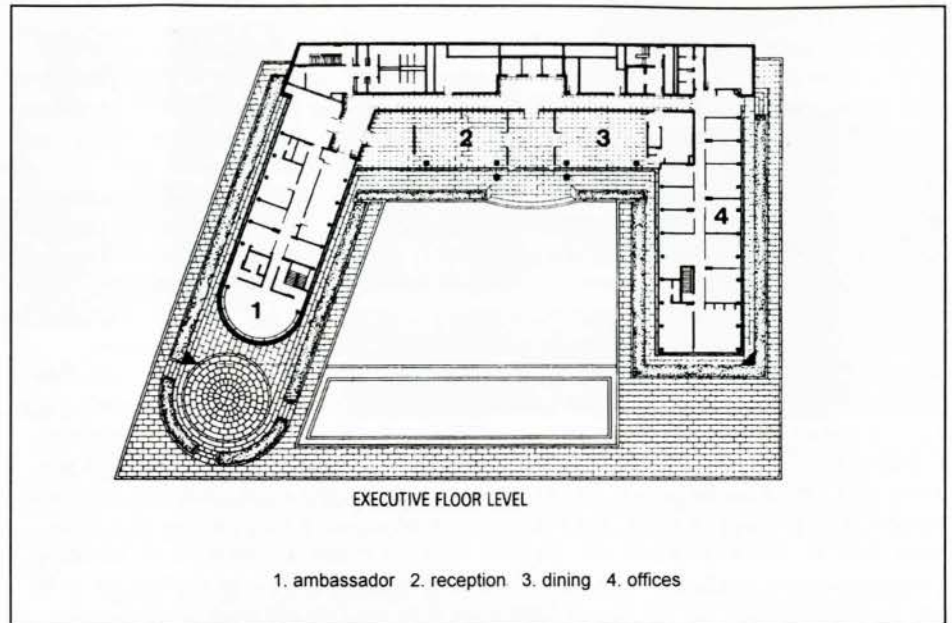 2
3
4
1
EXECUTIVE FLOOR LEVEL
1. ambassador 2. reception 3. dining 4. offices